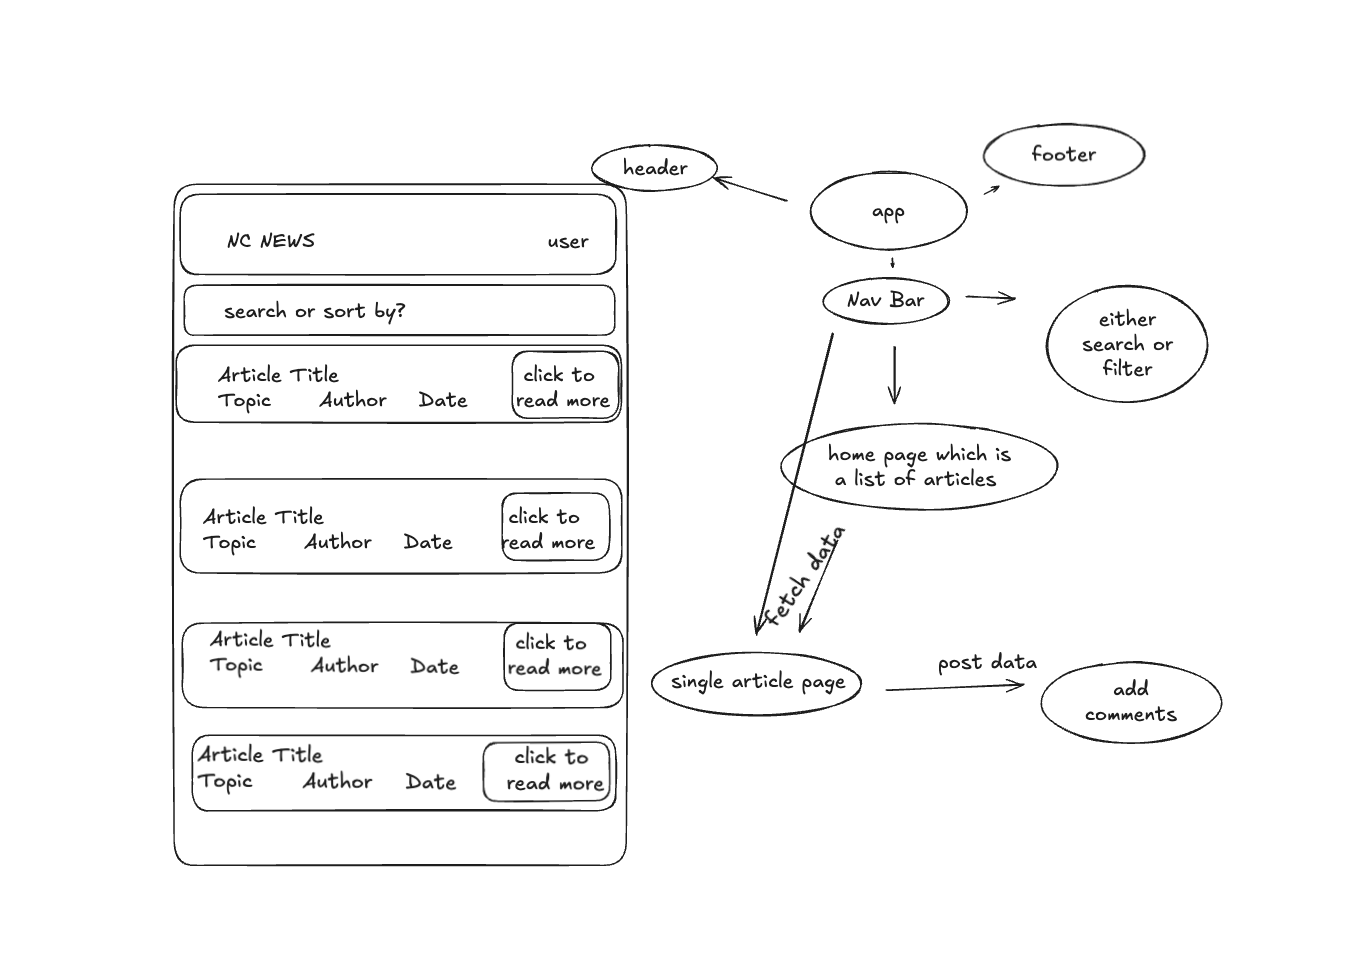 NC NEWS
user
search or sort by?
Article Title
Topic Author Date
click to
read more
Article Title
Topic Author Date
click to
read more
Article Title
Topic Author Date
click to
read more
Article Title
Topic Author Date
click to
read more
header
app
footer
Nav Bar
either
search or
filter
home page which is
a list of articles
fetch data
single article page
post data
add
comments